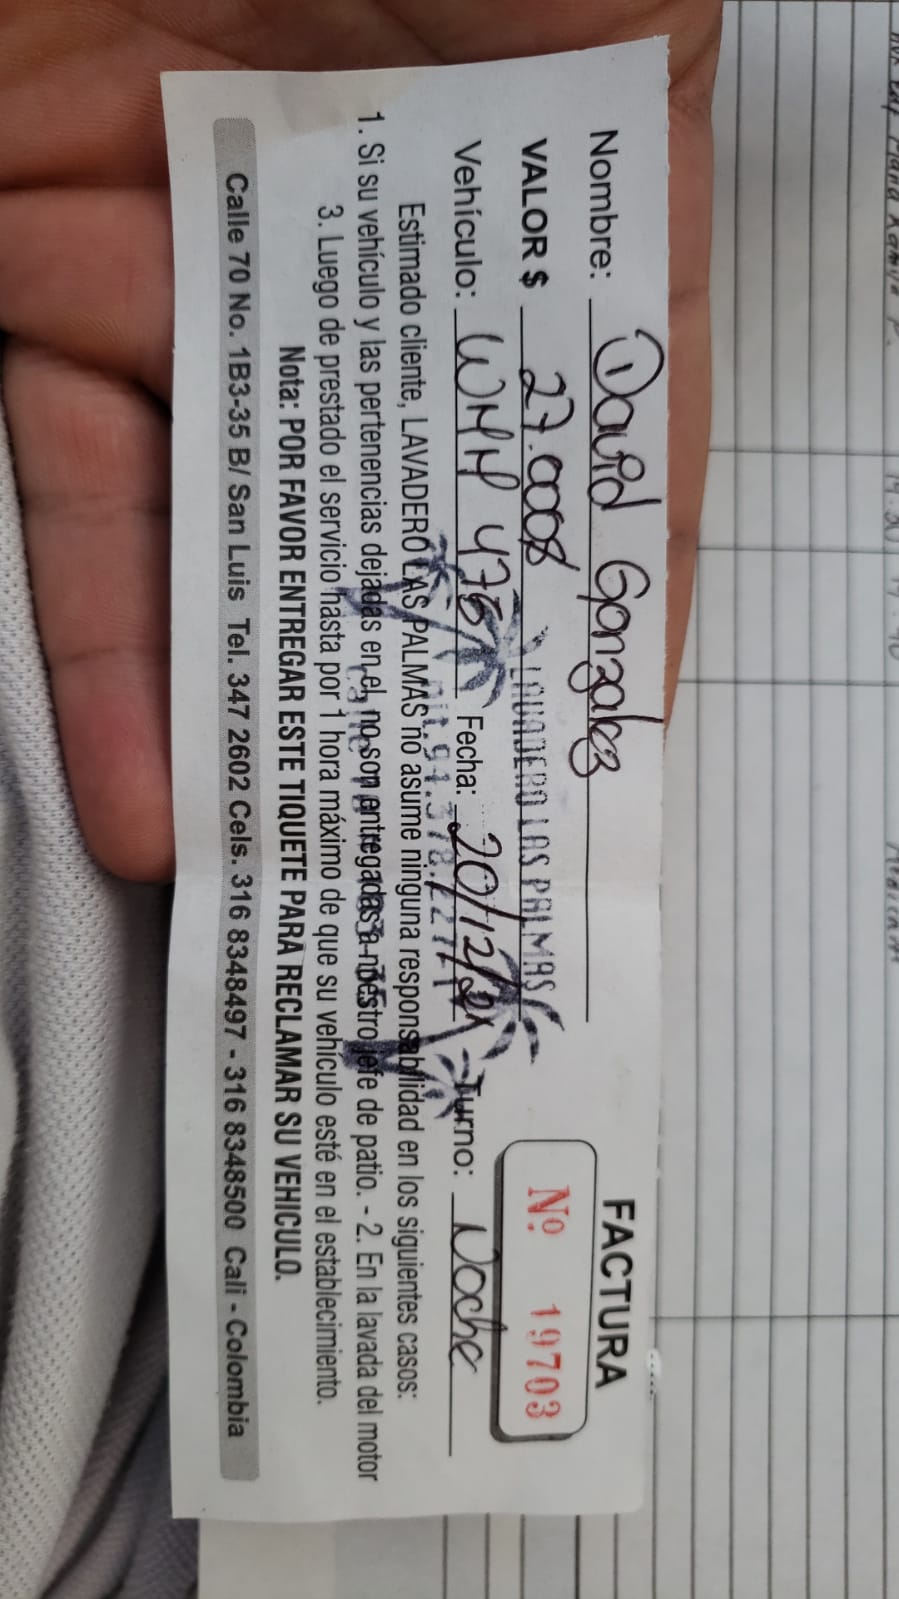 FACTURA
Nombre: David Gonzalez
Nº 19703
VALOR $ 27.000$
LAVADERO LAS PALMAS
Vehículo: WHH 476 Fecha: 20/12/21 Turno: Noche
Estimado cliente, LAVADERO LAS PALMAS no asume ninguna responsabilidad en los siguientes casos:
1. Si su vehículo y las pertenencias dejadas en el, no son entregadas a nuestro jefe de patio. - 2. En la lavada del motor
3. Luego de prestado el servicio hasta por 1 hora máximo de que su vehículo esté en el establecimiento.
Nota: POR FAVOR ENTREGAR ESTE TIQUETE PARA RECLAMAR SU VEHICULO.
Calle 70 No. 1B3-35 B/ San Luis Tel. 347 2602 Cels. 316 8348497 - 316 8348500 Cali - Colombia